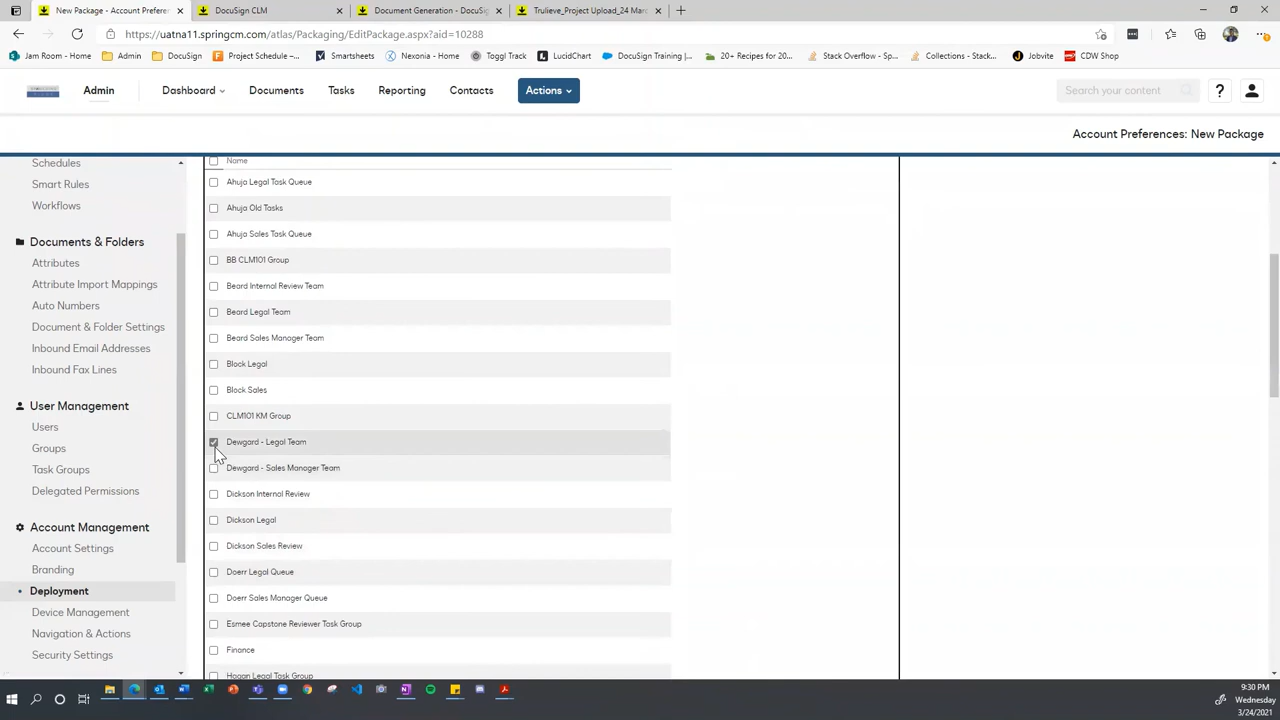 New Package - Account Preferen
DocuSign CLM
Document Generation - DocuSig
Trulieve_Project Upload_24 Marc
https://uatna11.springcm.com/atlas/Packaging/EditPackage.aspx?aid=10288
Jam Room - Home
Admin
DocuSign
Project Schedule –...
Smartsheets
Nexonia - Home
Toggl Track
LucidChart
DocuSign Training |...
20+ Recipes for 20...
Stack Overflow - Sp...
Collections - Stack...
Jobvite
CDW Shop
Admin
Dashboard
Documents
Tasks
Reporting
Contacts
Actions
Search your content
?
Account Preferences: New Package
Schedules
Smart Rules
Workflows
Documents & Folders
Attributes
Attribute Import Mappings
Auto Numbers
Document & Folder Settings
Inbound Email Addresses
Inbound Fax Lines
User Management
Users
Groups
Task Groups
Delegated Permissions
Account Management
Account Settings
Branding
Deployment
Device Management
Navigation & Actions
Security Settings
Name
Ahuja Legal Task Queue
Ahuja Old Tasks
Ahuja Sales Task Queue
BB CLM101 Group
Beard Internal Review Team
Beard Legal Team
Beard Sales Manager Team
Block Legal
Block Sales
CLM101 KM Group
Dewgard - Legal Team
Dewgard - Sales Manager Team
Dickson Internal Review
Dickson Legal
Dickson Sales Review
Doerr Legal Queue
Doerr Sales Manager Queue
Esmee Capstone Reviewer Task Group
Finance
Hagan Legal Task Group
9:30 PM
Wednesday
3/24/2021